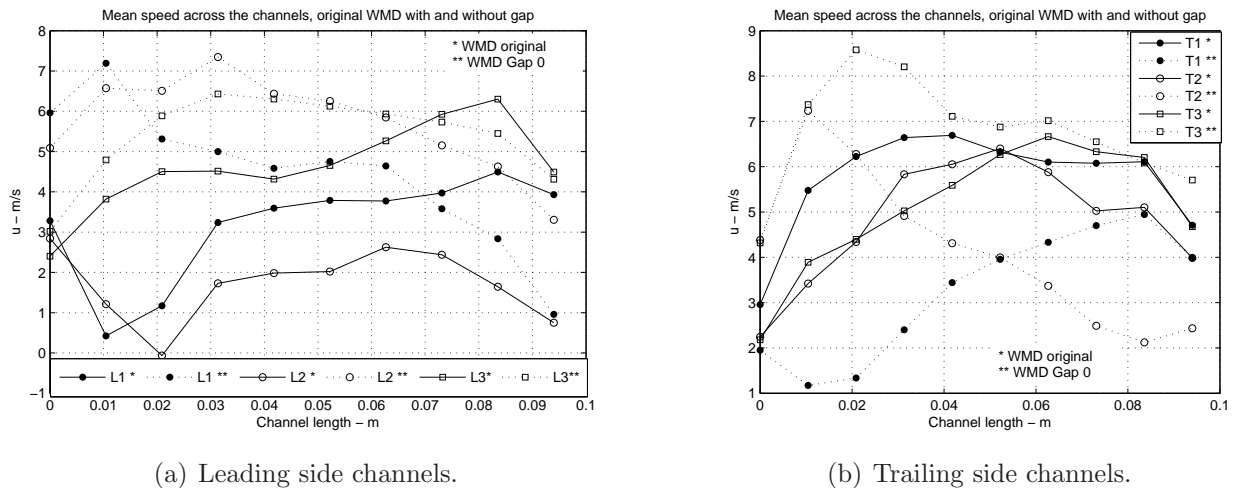 Mean speed across the channels, original WMD with and without gap
8
7
6
5
4
3
2
1
0
−1
u − m/s
* WMD original
** WMD Gap 0
L1 *
L1 **
L2 *
L2 **
L3*
L3**
0 0.01 0.02 0.03 0.04 0.05 0.06 0.07 0.08 0.09 0.1
Channel length − m
(a) Leading side channels.
Mean speed across the channels, original WMD with and without gap
9
8
7
6
5
4
3
2
1
u − m/s
T1 *
T1 **
T2 *
T2 **
T3 *
T3 **
* WMD original
** WMD Gap 0
0 0.02 0.04 0.06 0.08 0.1
Channel length − m
(b) Trailing side channels.